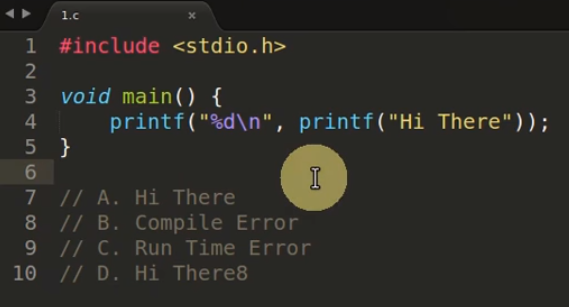 1.c ×
1 #include <stdio.h>
2
3 void main() {
4     printf("%d\n", printf("Hi There"));
5 }
6
7 // A. Hi There
8 // B. Compile Error
9 // C. Run Time Error
10 // D. Hi There8